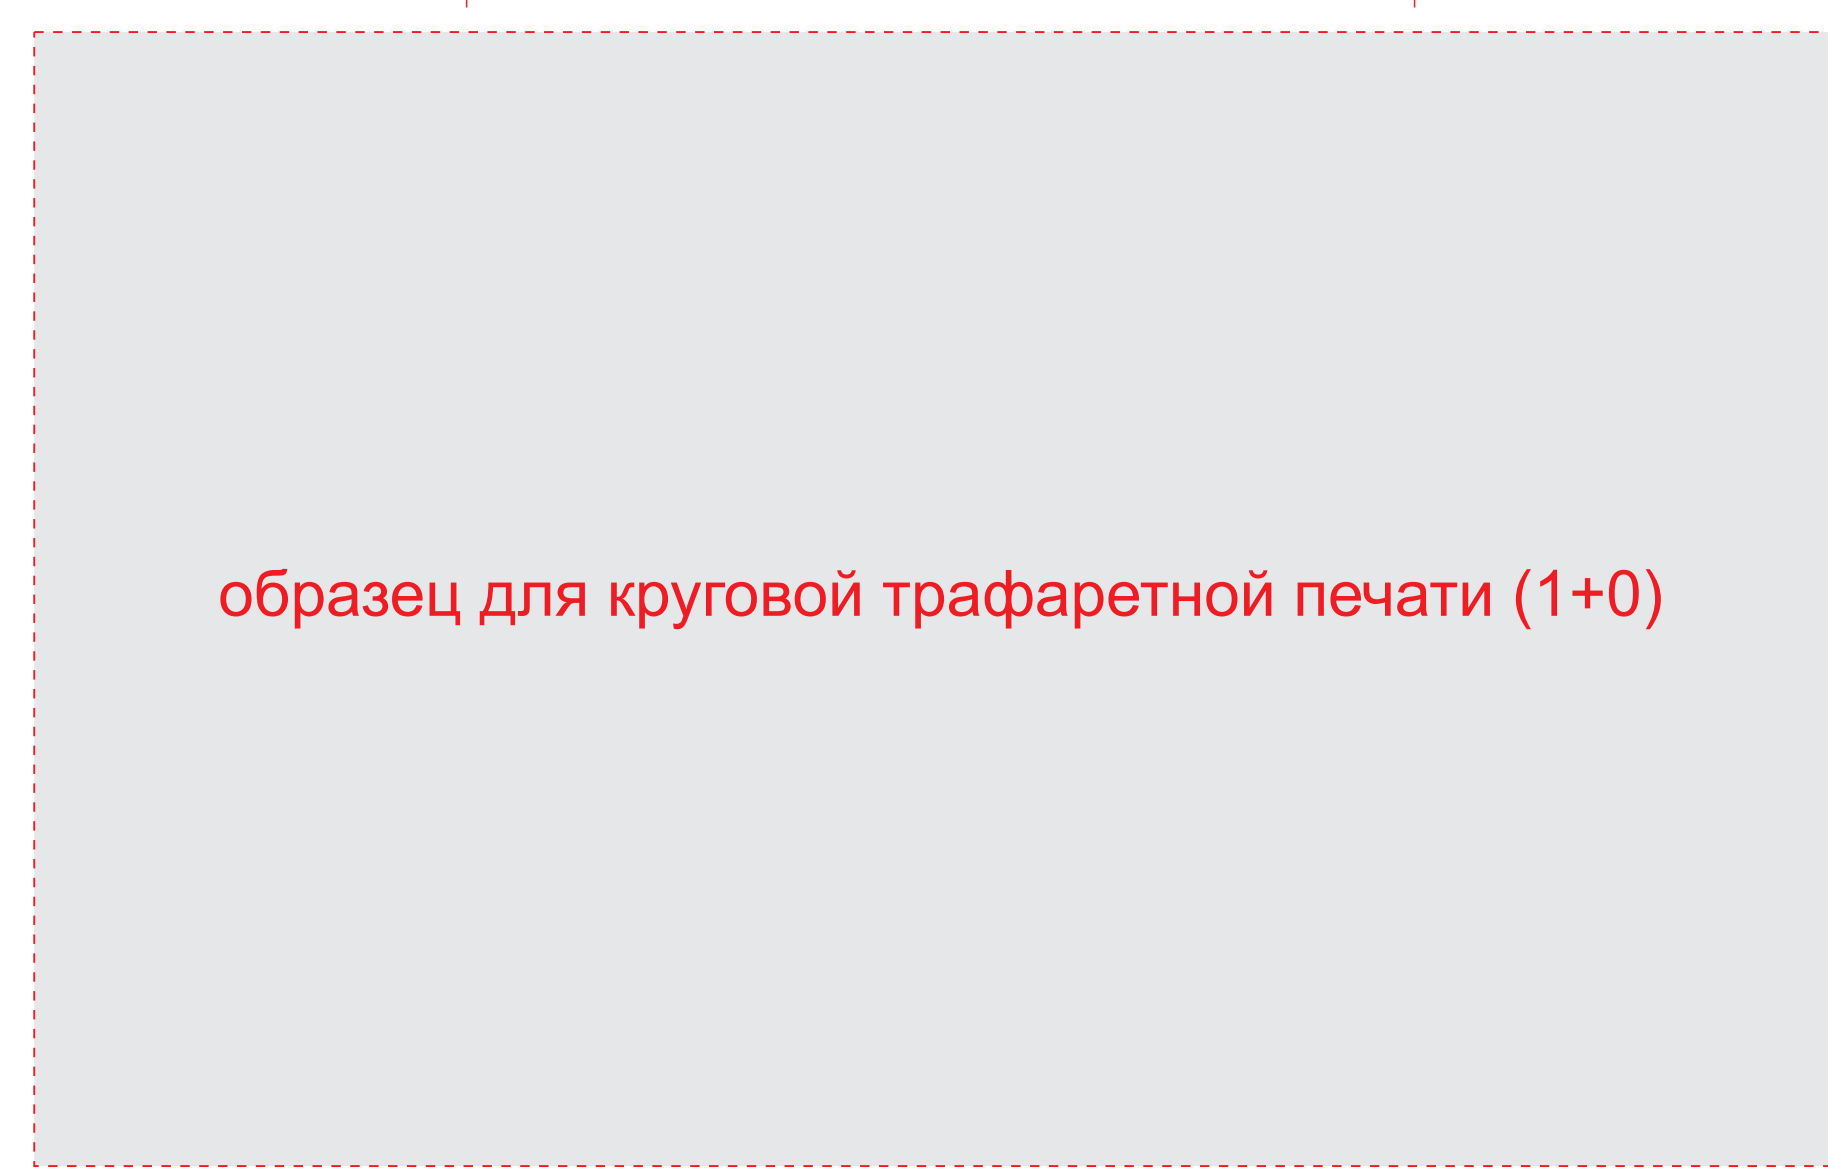 образец для круговой трафаретной печати (1+0)